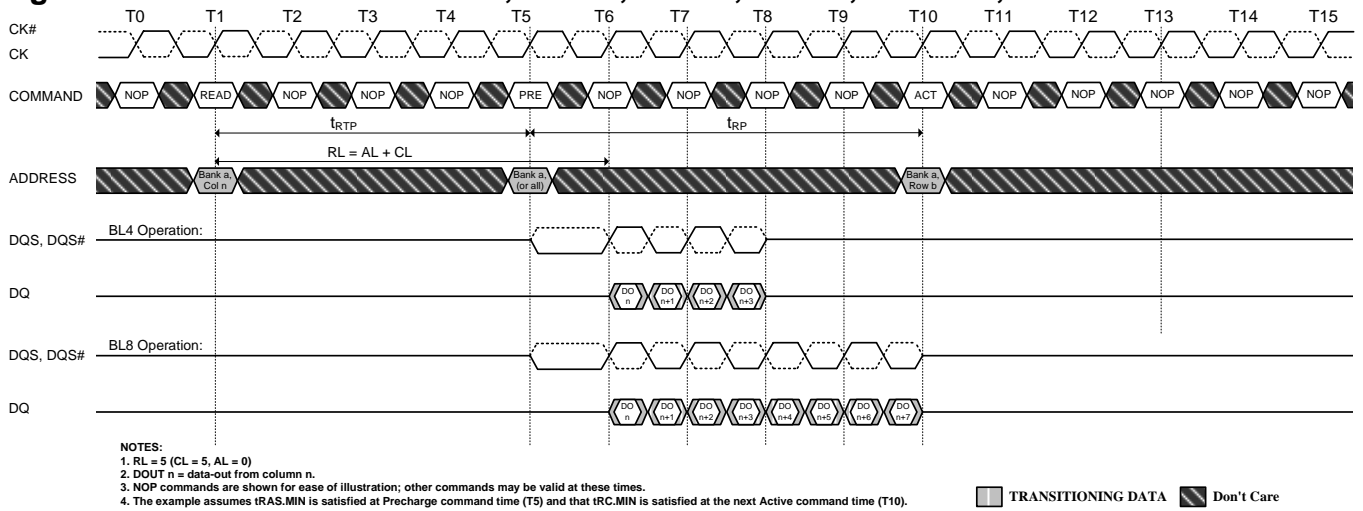 T0 T1 T2 T3 T4 T5 T6 T7 T8 T9 T10 T11 T12 T13 T14 T15
CK#
CK
COMMAND NOP READ NOP NOP NOP PRE NOP NOP NOP NOP ACT NOP NOP NOP NOP NOP
tRTP tRP
RL = AL + CL
ADDRESS Bank a, Col n Bank a, (or all) Bank a, Row b
BL4 Operation:
DQS, DQS#
DQ DO n DO n+1 DO n+2 DO n+3
BL8 Operation:
DQS, DQS#
DQ DO n DO n+1 DO n+2 DO n+3 DO n+4 DO n+5 DO n+6 DO n+7
NOTES:
1. RL = 5 (CL = 5, AL = 0)
2. DOUT n = data-out from column n.
3. NOP commands are shown for ease of illustration; other commands may be valid at these times.
4. The example assumes tRAS.MIN is satisfied at Precharge command time (T5) and that tRC.MIN is satisfied at the next Active command time (T10).
TRANSITIONING DATA Don't Care